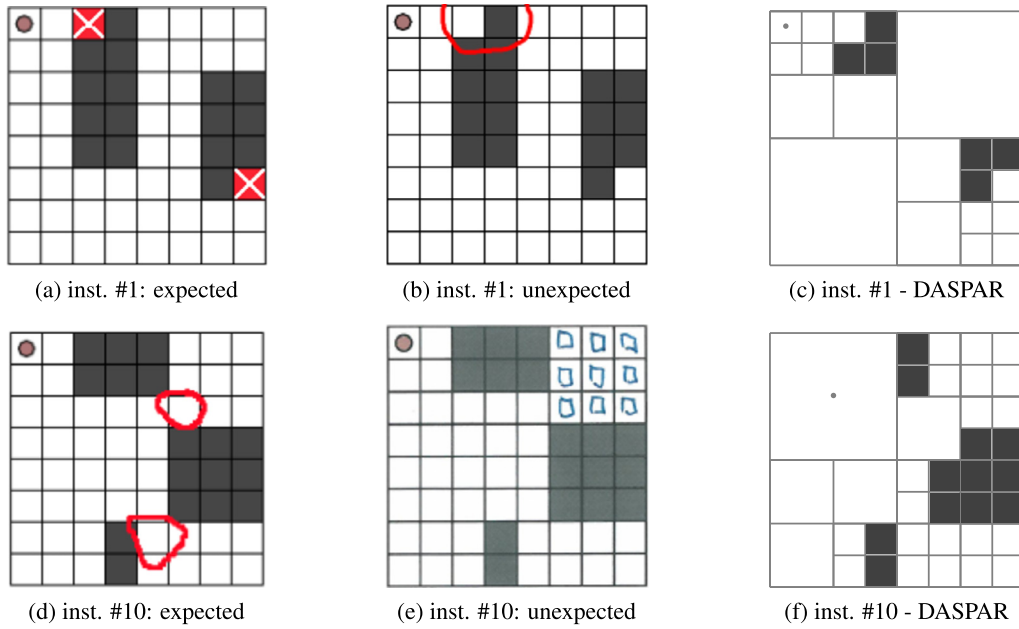 (a) inst. #1: expected
(b) inst. #1: unexpected
(c) inst. #1 - DASPAR
(d) inst. #10: expected
(e) inst. #10: unexpected
(f) inst. #10 - DASPAR